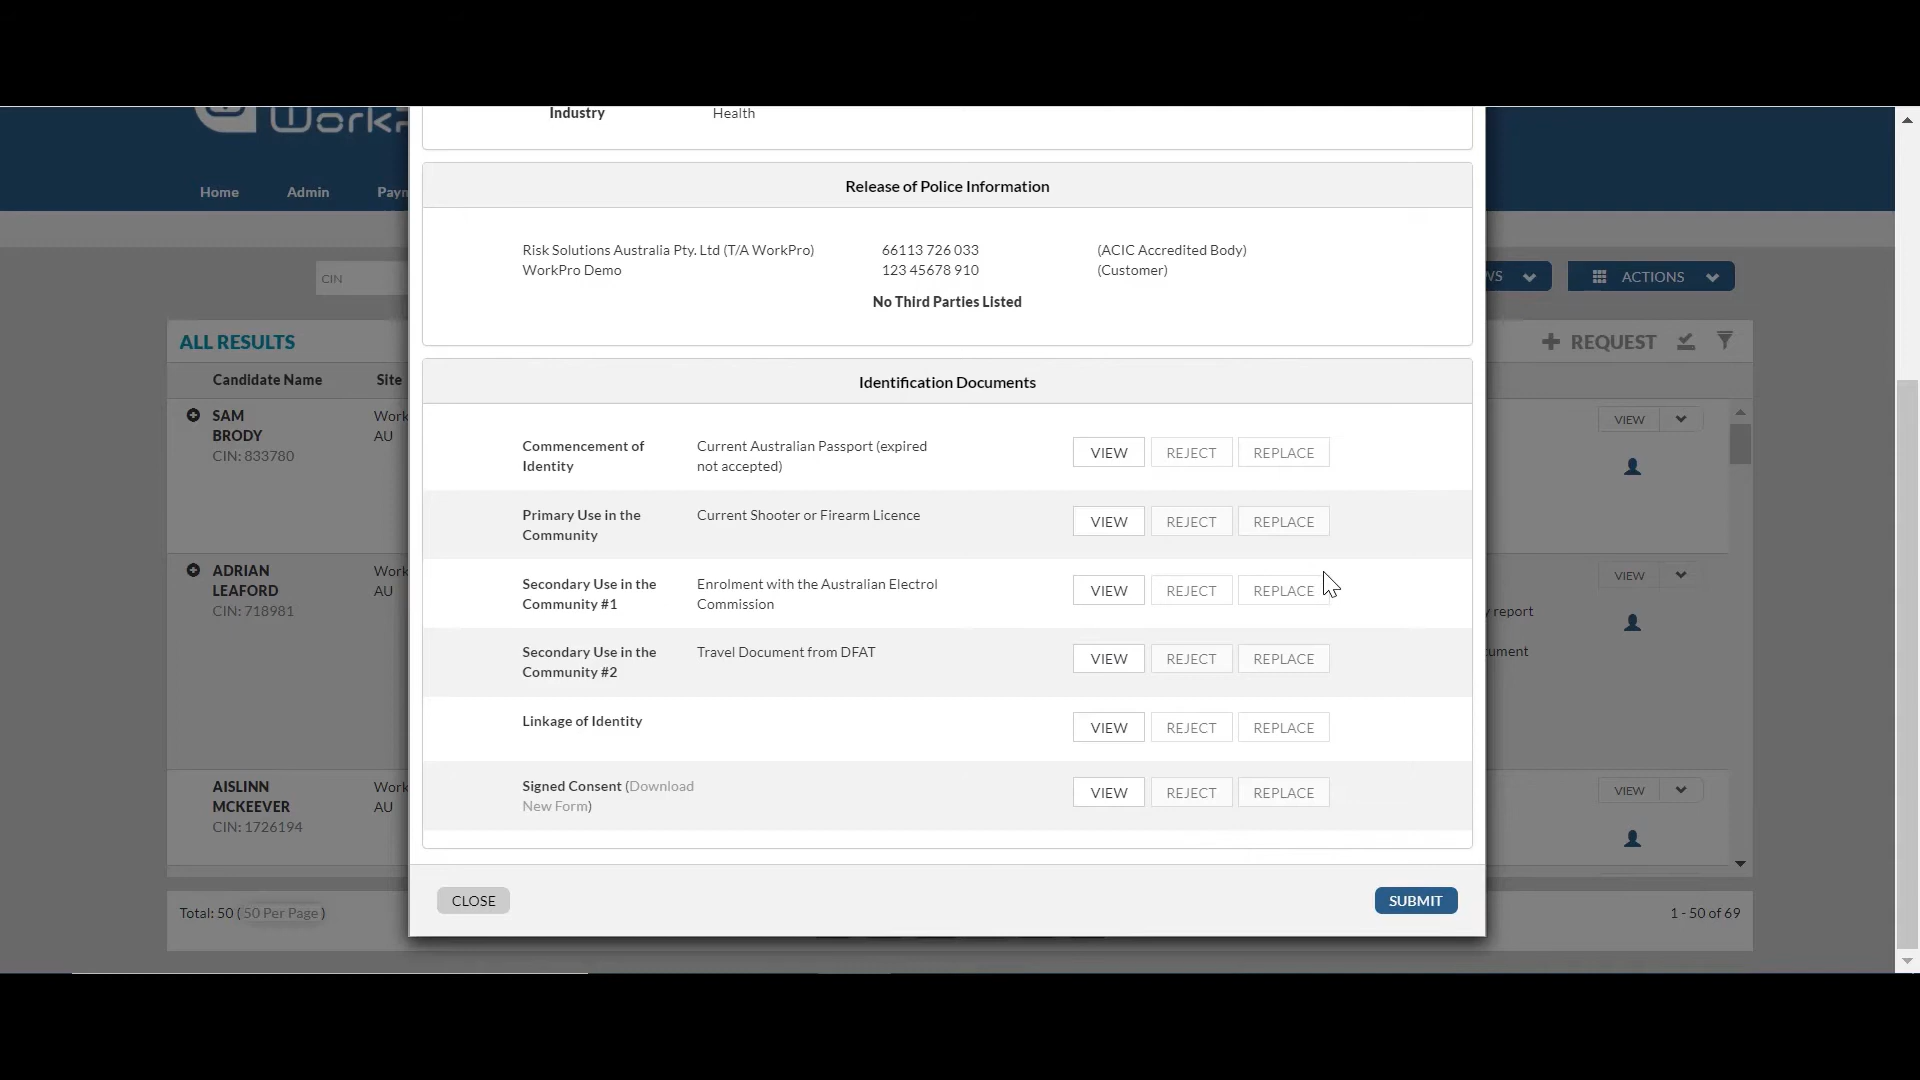 Industry Health
WorkP
Home Admin Paym
Release of Police Information
Risk Solutions Australia Pty. Ltd (T/A WorkPro) 66113 726 033 (ACIC Accredited Body)
WorkPro Demo 123 45678 910 (Customer)
No Third Parties Listed
CIN
WS
ACTIONS
ALL RESULTS
REQUEST
Candidate Name Site
SAM Work
BRODY AU
CIN: 833780
VIEW
ADRIAN Work
LEAFORD AU
CIN: 718981
VIEW
y report
cument
AISLINN Work
MCKEEVER AU
CIN: 1726194
VIEW
Identification Documents
Commencement of Current Australian Passport (expired VIEW REJECT REPLACE
Identity not accepted)
Primary Use in the Current Shooter or Firearm Licence VIEW REJECT REPLACE
Community
Secondary Use in the Enrolment with the Australian Electrol VIEW REJECT REPLACE
Community #1 Commission
Secondary Use in the Travel Document from DFAT VIEW REJECT REPLACE
Community #2
Linkage of Identity VIEW REJECT REPLACE
Signed Consent (Download VIEW REJECT REPLACE
New Form)
CLOSE SUBMIT
Total: 50 (50 Per Page) 1 - 50 of 69